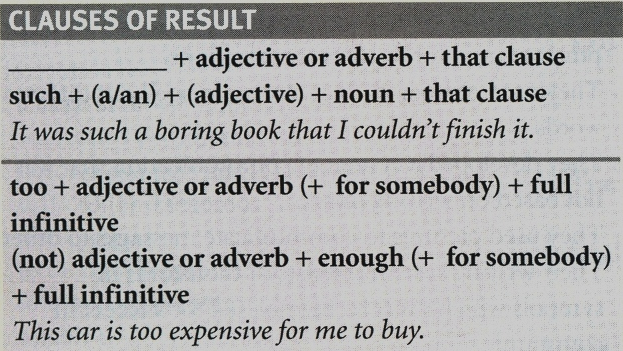 CLAUSES OF RESULT
____________ + adjective or adverb + that clause
such + (a/an) + (adjective) + noun + that clause
It was such a boring book that I couldn't finish it.
too + adjective or adverb (+ for somebody) + full
infinitive
(not) adjective or adverb + enough (+ for somebody)
+ full infinitive
This car is too expensive for me to buy.